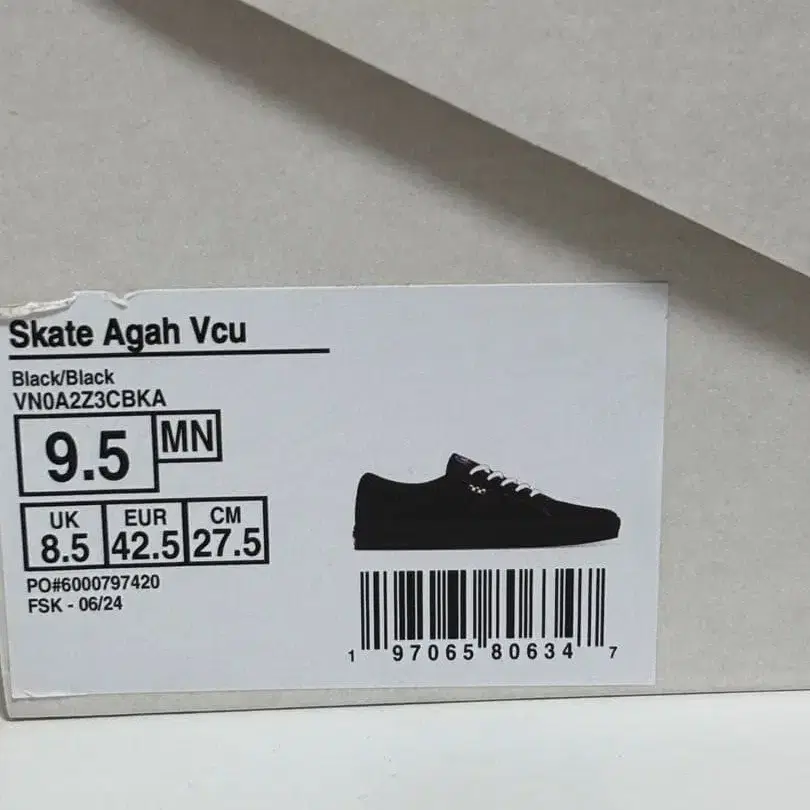 Skate Agah Vcu
Black/Black
VN0A2Z3CBKA
9.5 MN
UK EUR CM
8.5 42.5 27.5
PO#6000797420
FSK - 06/24
1 97065 80634 7